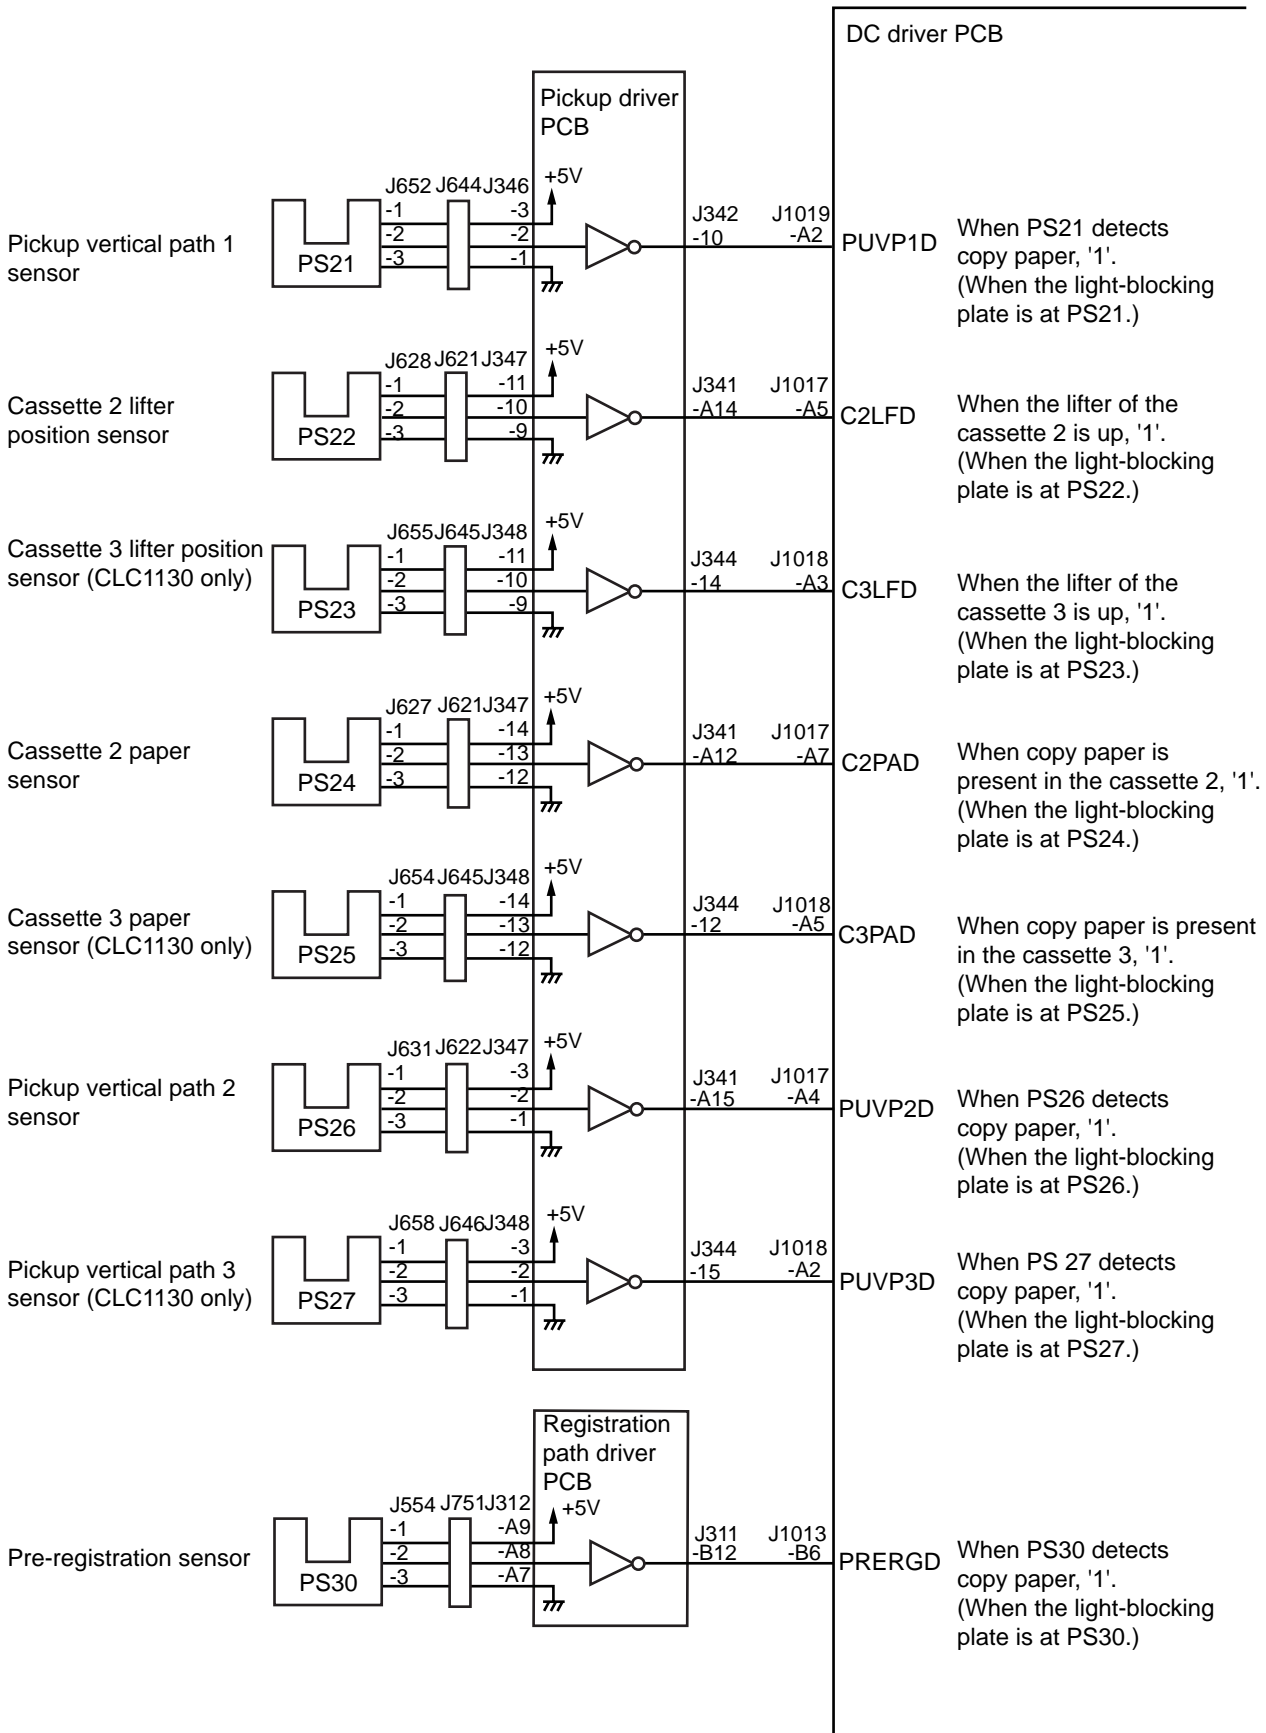 DC driver PCB
Pickup driver
PCB
Pickup vertical path 1
sensor
PS21
J652 J644 J346
-1 -3
-2 -2
-3 -1
+5V
J342 J1019
-10 -A2
PUVP1D
When PS21 detects
copy paper, '1'.
(When the light-blocking
plate is at PS21.)
Cassette 2 lifter
position sensor
PS22
J628 J621 J347
-1 -11
-2 -10
-3 -9
+5V
J341 J1017
-A14 -A5
C2LFD
When the lifter of the
cassette 2 is up, '1'.
(When the light-blocking
plate is at PS22.)
Cassette 3 lifter position
sensor (CLC1130 only)
PS23
J655 J645 J348
-1 -11
-2 -10
-3 -9
+5V
J344 J1018
-14 -A3
C3LFD
When the lifter of the
cassette 3 is up, '1'.
(When the light-blocking
plate is at PS23.)
Cassette 2 paper
sensor
PS24
J627 J621 J347
-1 -14
-2 -13
-3 -12
+5V
J341 J1017
-A12 -A7
C2PAD
When copy paper is
present in the cassette 2, '1'.
(When the light-blocking
plate is at PS24.)
Cassette 3 paper
sensor (CLC1130 only)
PS25
J654 J645 J348
-1 -14
-2 -13
-3 -12
+5V
J344 J1018
-12 -A5
C3PAD
When copy paper is present
in the cassette 3, '1'.
(When the light-blocking
plate is at PS25.)
Pickup vertical path 2
sensor
PS26
J631 J622 J347
-1 -3
-2 -2
-3 -1
+5V
J341 J1017
-A15 -A4
PUVP2D
When PS26 detects
copy paper, '1'.
(When the light-blocking
plate is at PS26.)
Pickup vertical path 3
sensor (CLC1130 only)
PS27
J658 J646 J348
-1 -3
-2 -2
-3 -1
+5V
J344 J1018
-15 -A2
PUVP3D
When PS 27 detects
copy paper, '1'.
(When the light-blocking
plate is at PS27.)
Registration
path driver
PCB
Pre-registration sensor
PS30
J554 J751 J312
-1 -A9
-2 -A8
-3 -A7
+5V
J311 J1013
-B12 -B6
PRERGD
When PS30 detects
copy paper, '1'.
(When the light-blocking
plate is at PS30.)